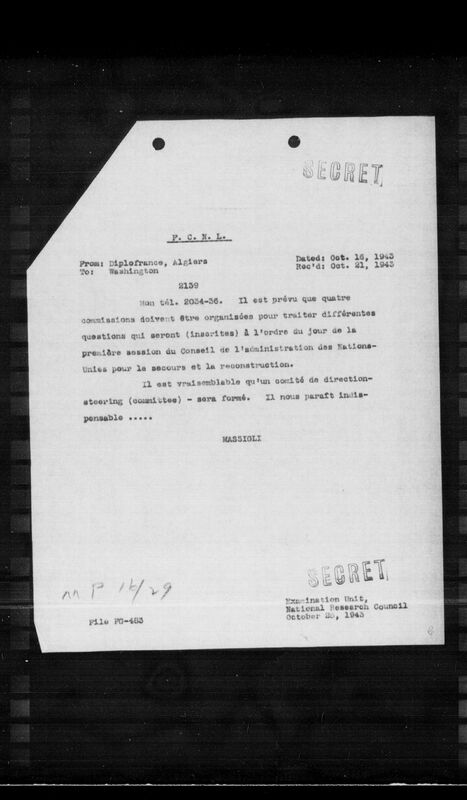 SECRET
F. C. N. L.
From: Diplofrance, Algiers Dated: Oct. 16, 1943
To: Washington Rec'd: Oct. 21, 1943
2139
Mon tél. 2034-36. Il est prévu que quatre
commissions doivent être organisées pour traiter différentes
questions qui seront (inscrites) à l'ordre du jour de la
première session du Conseil de l'administration des Nations-
Unies pour le secours et la reconstruction.
Il est vraisemblable qu'un comité de direction-
steering (committee) - sera formé. Il nous paraît indis-
pensable .....
MASSIGLI
SECRET
Examination Unit,
National Research Council
October 1943
File FG-483